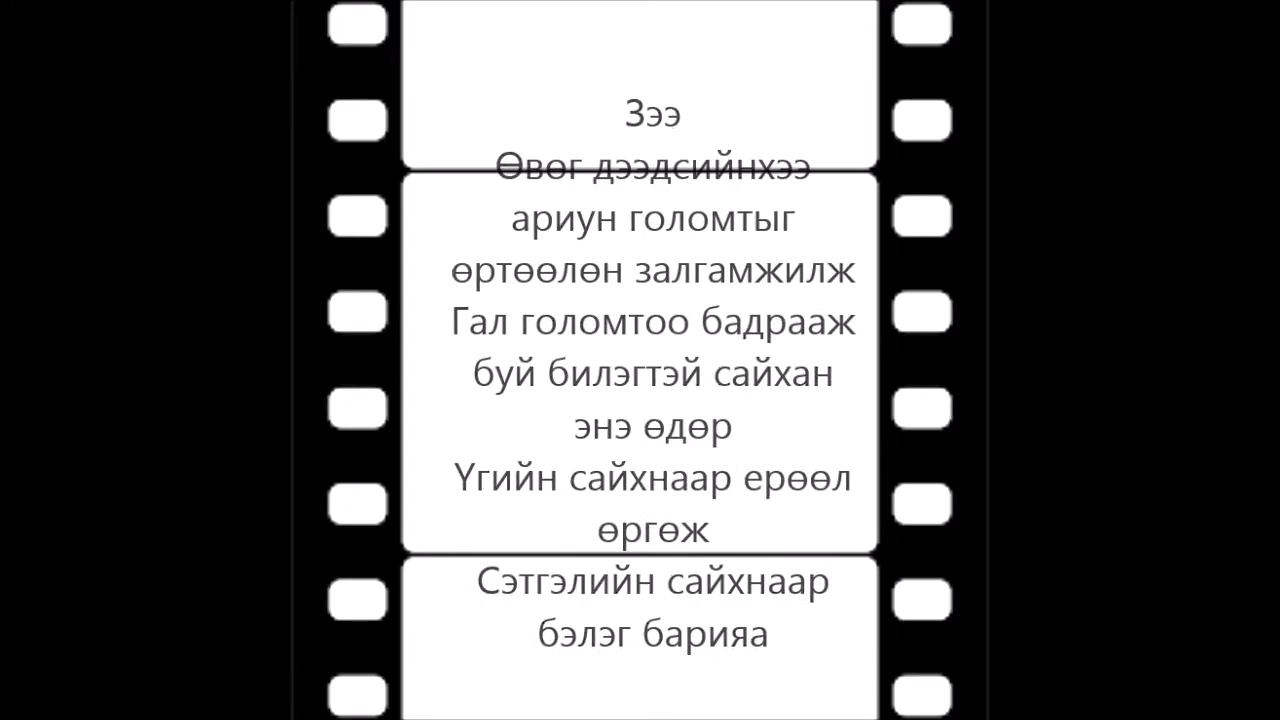 Зээ
Өвөг дээдсийнхээ
ариун голомтыг
өртөөлөн залгамжилж
Гал голомтоо бадрааж
буй билэгтэй сайхан
энэ өдөр
Үгийн сайхнаар ерөөл
өргөж
Сэтгэлийн сайхнаар
бэлэг барияа